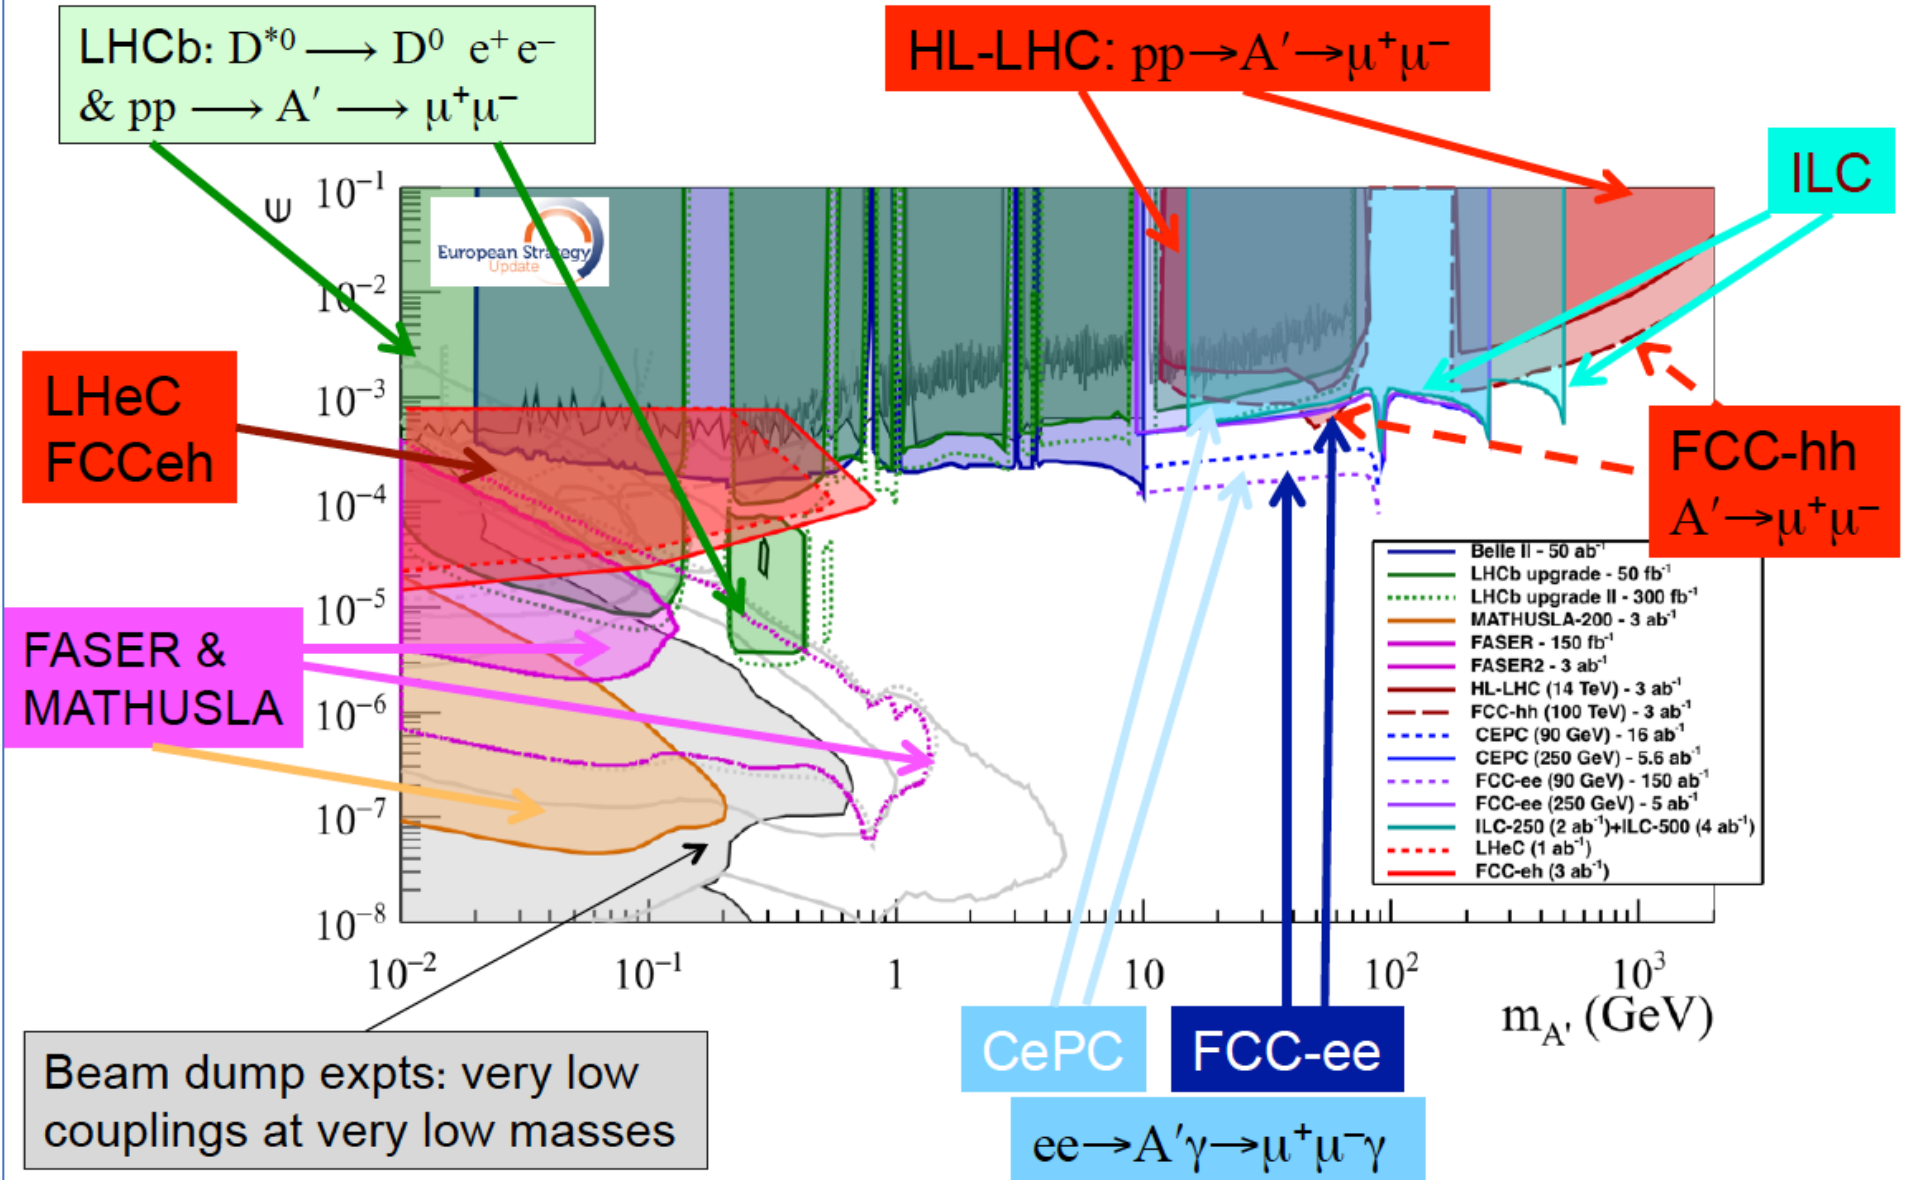 LHCb: D*⁰ ⟶ D⁰ e⁺ e⁻
& pp ⟶ A′ ⟶ μ⁺μ⁻
HL-LHC: pp→A′→μ⁺μ⁻
ILC
ε
10⁻¹
10⁻²
10⁻³
10⁻⁴
10⁻⁵
10⁻⁶
10⁻⁷
10⁻⁸
European Strategy
Update
LHeC
FCCeh
FCC-hh
A′→μ⁺μ⁻
FASER &
MATHUSLA
Belle II - 50 ab⁻¹
LHCb upgrade - 50 fb⁻¹
LHCb upgrade II - 300 fb⁻¹
MATHUSLA-200 - 3 ab⁻¹
FASER - 150 fb⁻¹
FASER2 - 3 ab⁻¹
HL-LHC (14 TeV) - 3 ab⁻¹
FCC-hh (100 TeV) - 3 ab⁻¹
CEPC (90 GeV) - 16 ab⁻¹
CEPC (250 GeV) - 5.6 ab⁻¹
FCC-ee (90 GeV) - 150 ab⁻¹
FCC-ee (250 GeV) - 5 ab⁻¹
ILC-250 (2 ab⁻¹)+ILC-500 (4 ab⁻¹)
LHeC (1 ab⁻¹)
FCC-eh (3 ab⁻¹)
10⁻² 10⁻¹ 1 10 10² 10³
m_A' (GeV)
CePC
FCC-ee
ee→A′γ→μ⁺μ⁻γ
Beam dump expts: very low
couplings at very low masses